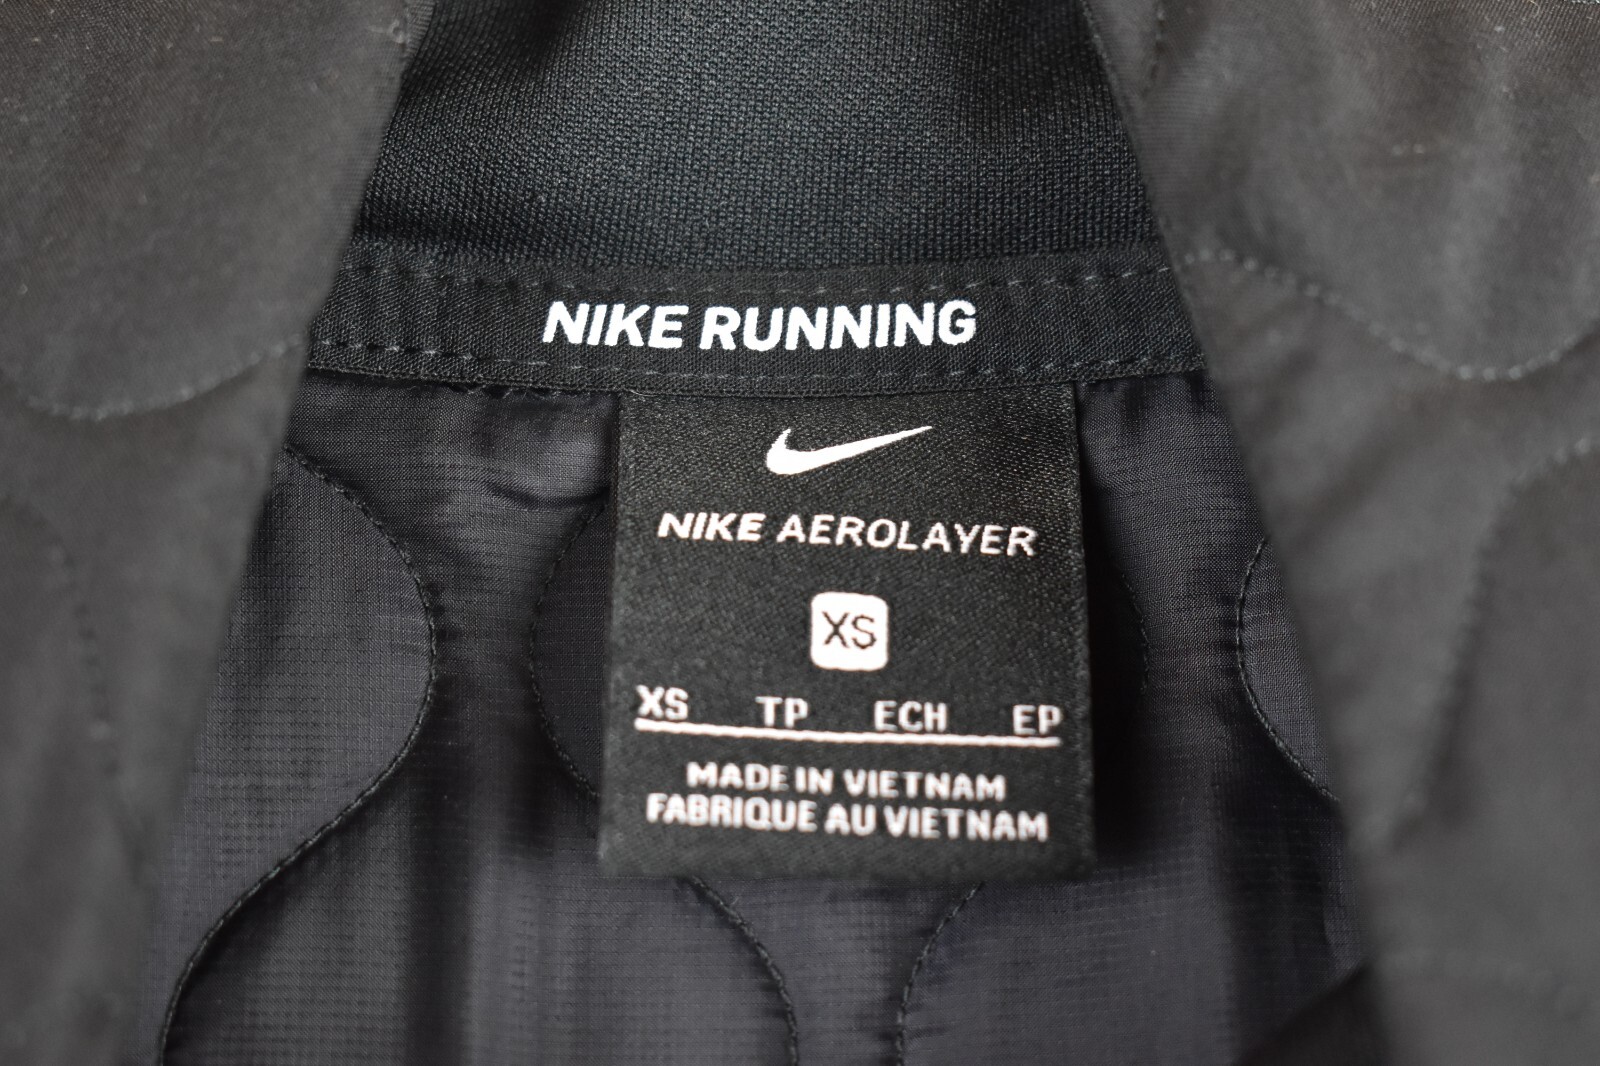 NIKE RUNNING
NIKE AEROLAYER
XS
XS TP ECH EP
MADE IN VIETNAM
FABRIQUE AU VIETNAM